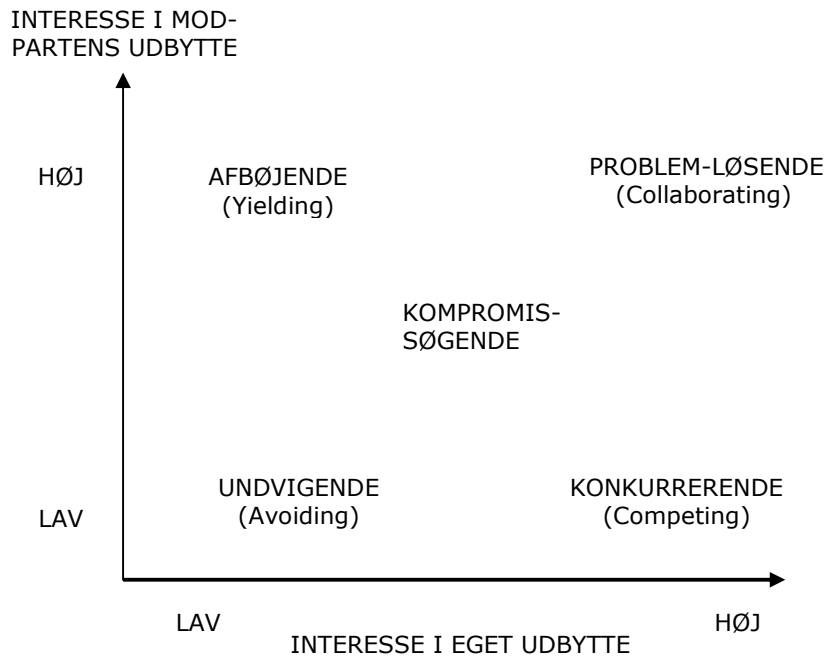 INTERESSE I MOD-
PARTENS UDBYTTE
HØJ
AFBØJENDE
(Yielding)
PROBLEM-LØSENDE
(Collaborating)
KOMPROMIS-
SØGENDE
LAV
UNDVIGENDE
(Avoiding)
KONKURRERENDE
(Competing)
LAV
HØJ
INTERESSE I EGET UDBYTTE